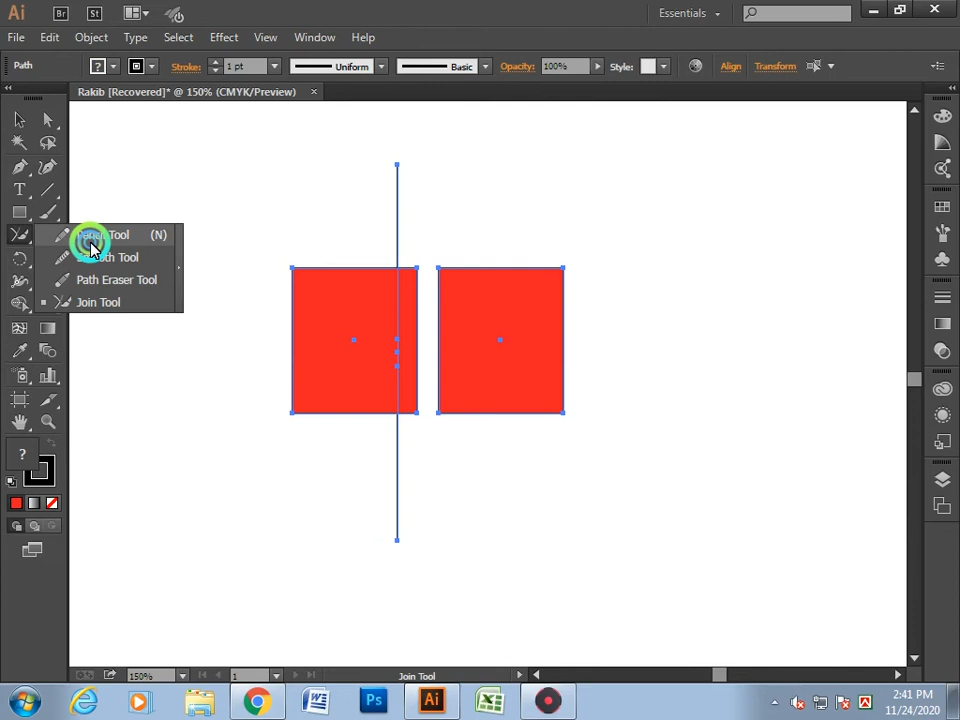 Ai Br St Essentials
File Edit Object Type Select Effect View Window Help
Path ? Stroke: 1 pt Uniform Basic Opacity: 100% Style: Align Transform
Rakib [Recovered]* @ 150% (CMYK/Preview) ×
T
Tool (N)
Tool
Path Eraser Tool
Join Tool
?
150% 1 Join Tool
W Ps Ai X 2:41 PM
11/24/2020